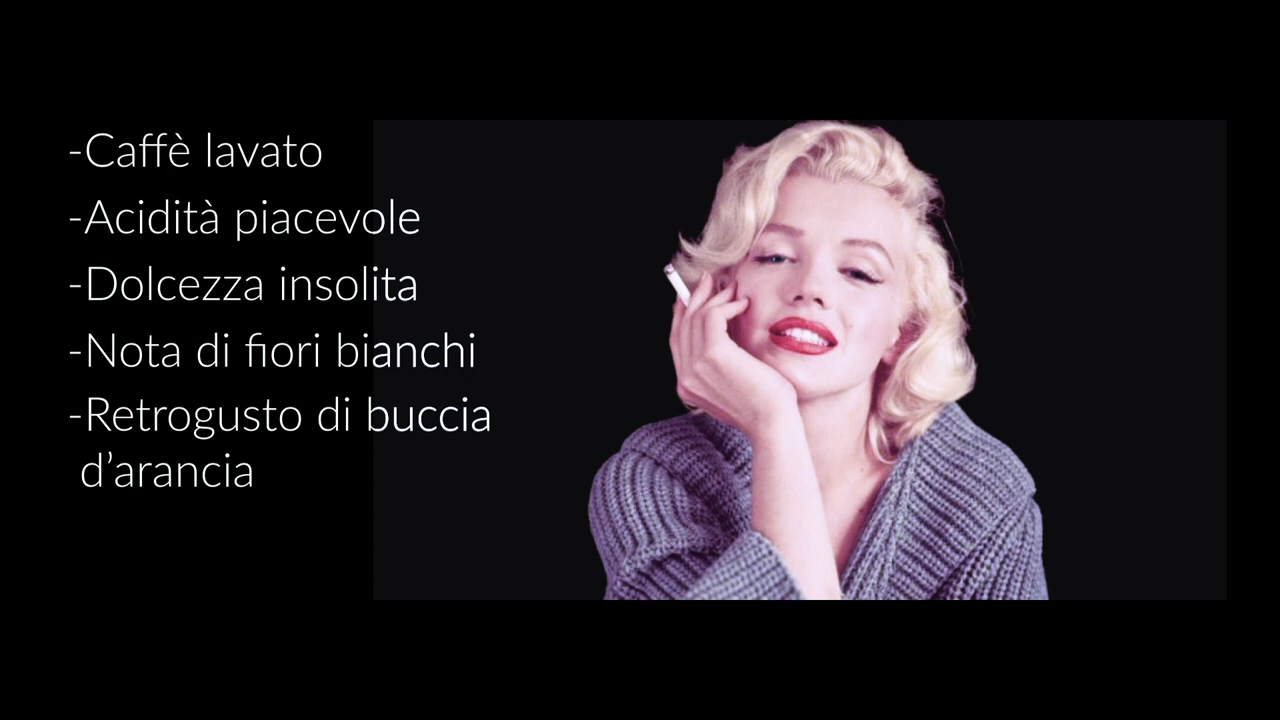 -Caffè lavato
-Acidità piacevole
-Dolcezza insolita
-Nota di fiori bianchi
-Retrogusto di buccia
d’arancia